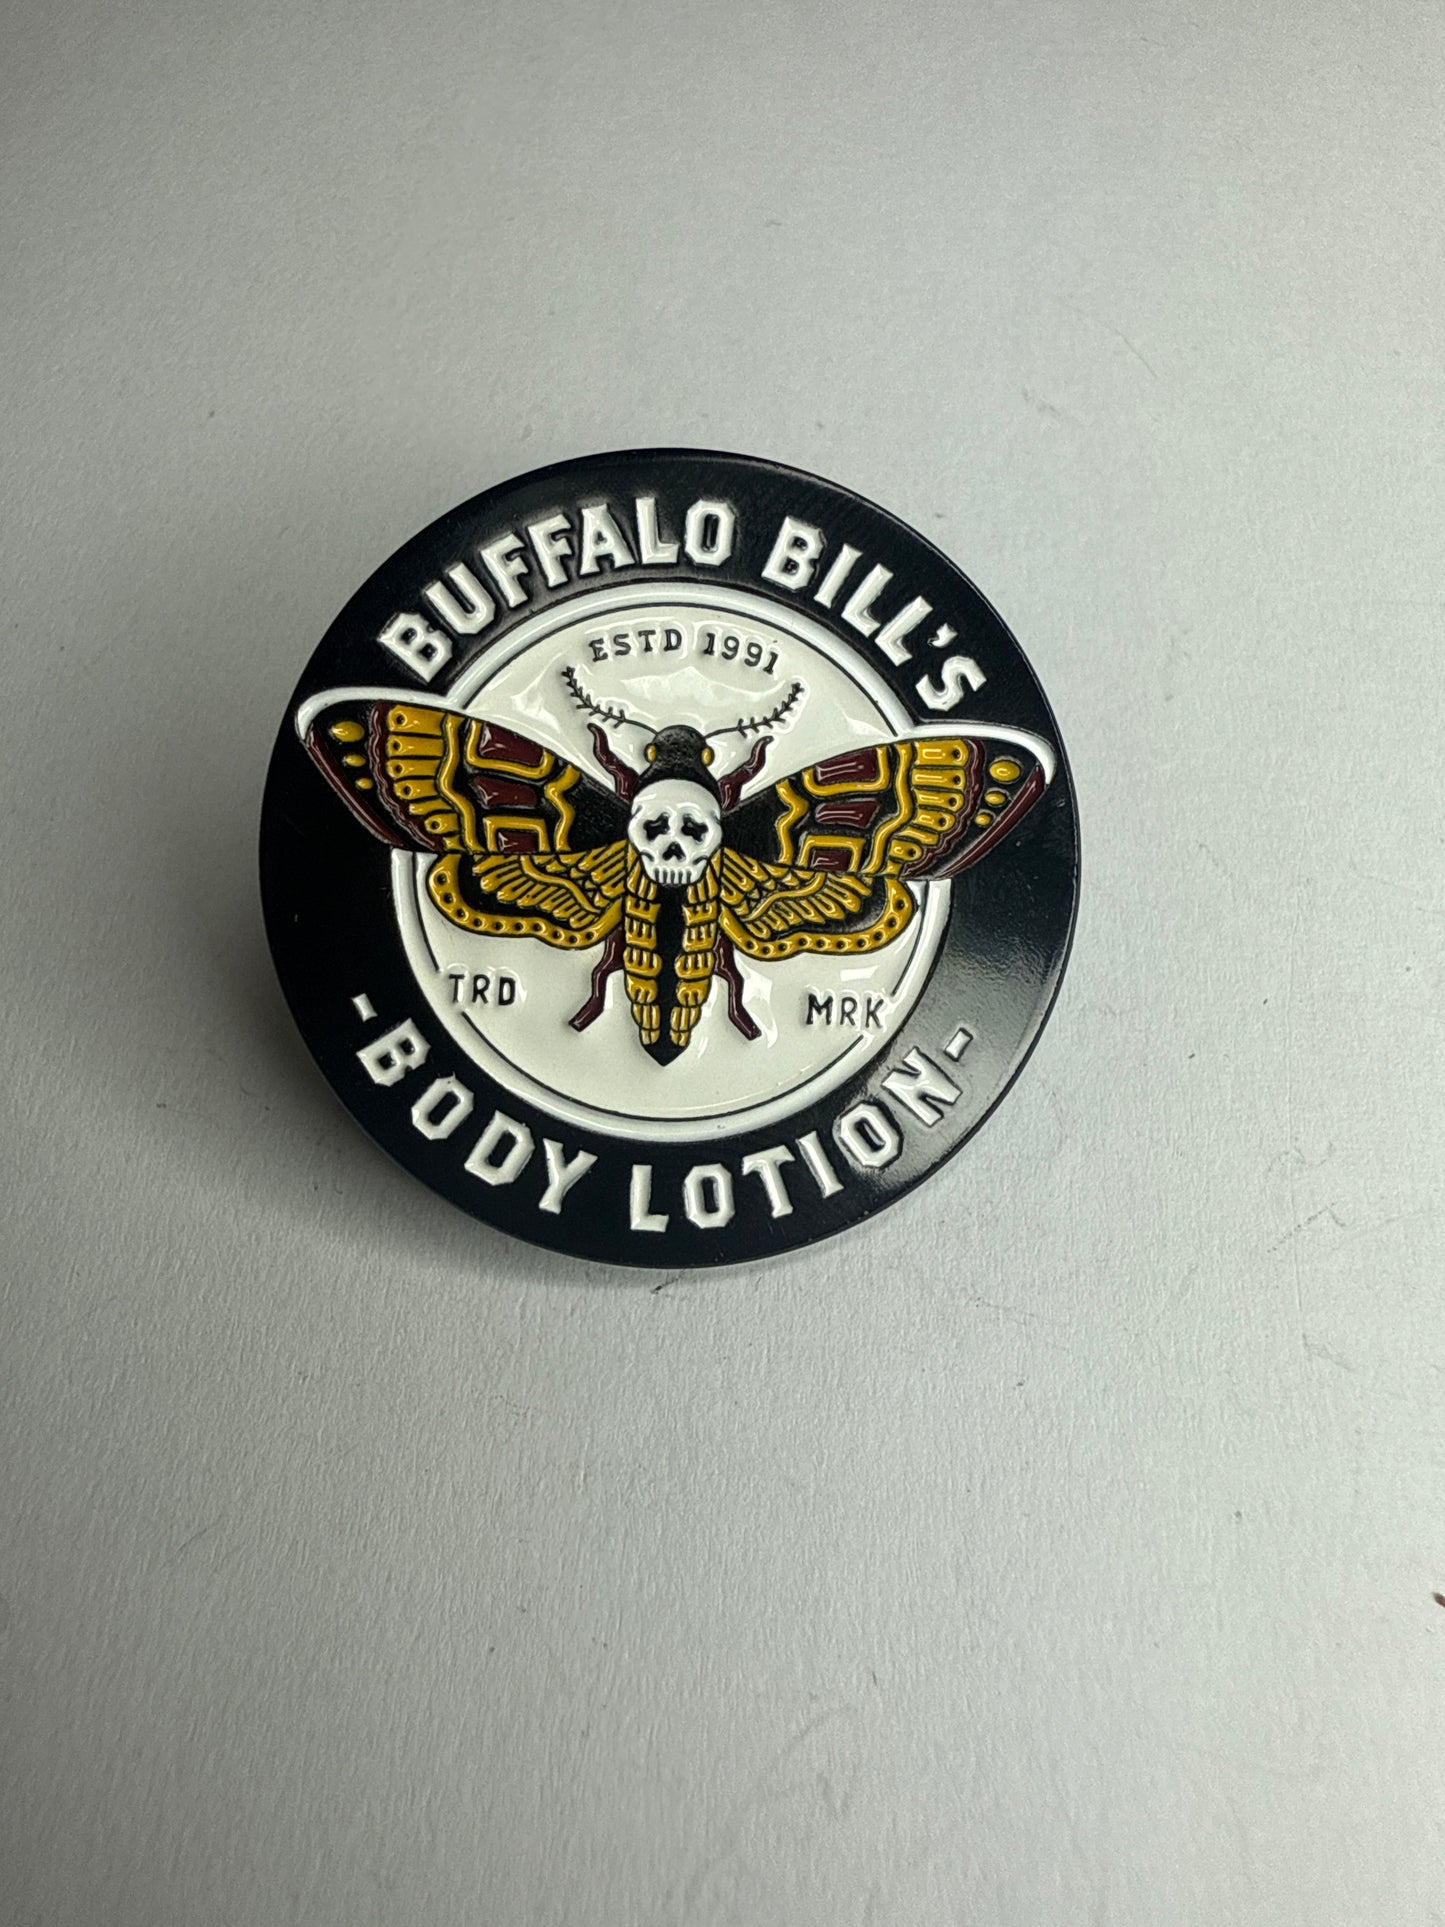 BUFFALO BILL'S
ESTD 1991
TRD MRK
-BODY LOTION-